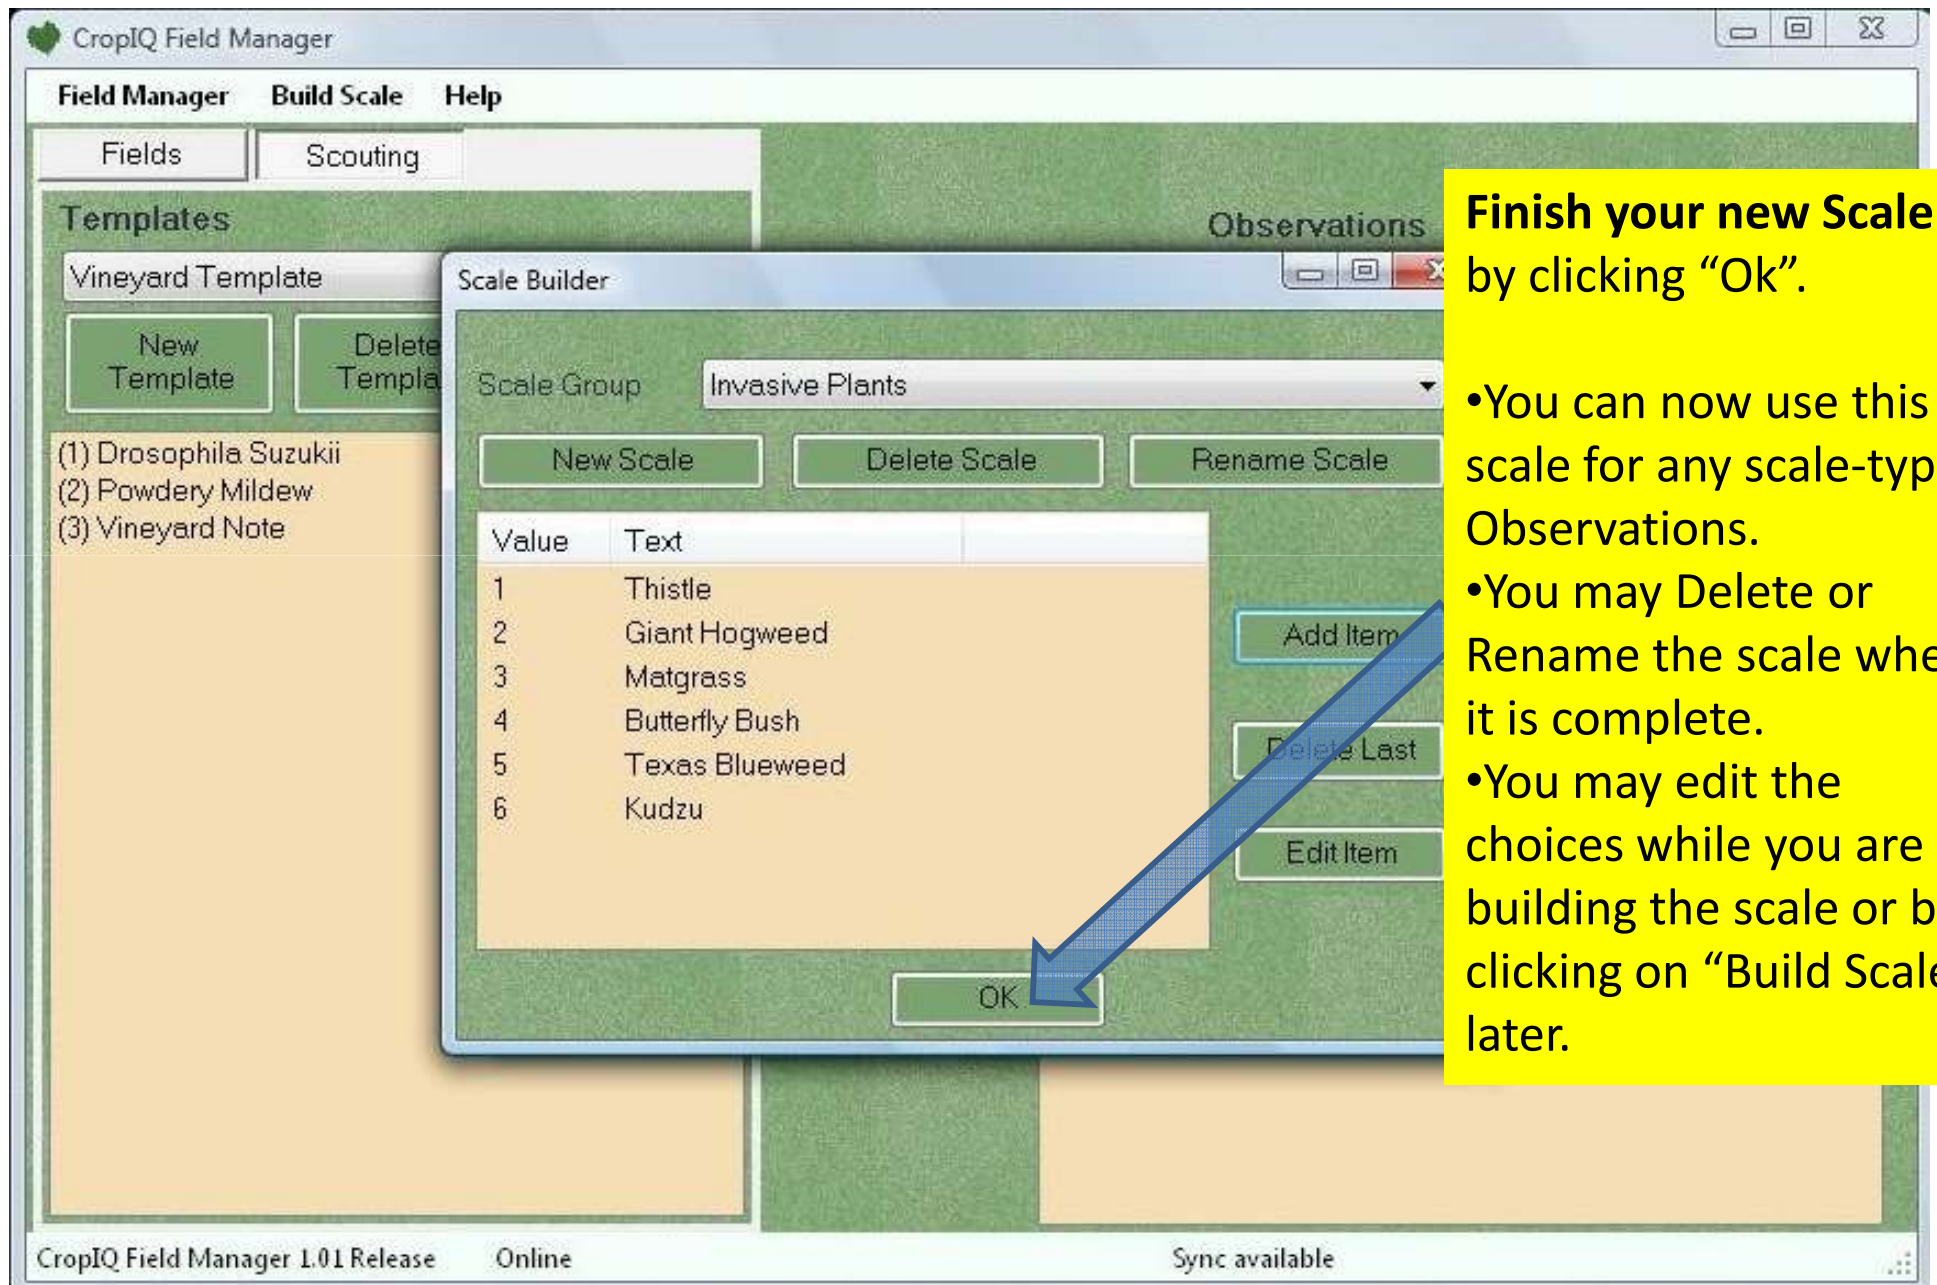 CropIQ Field Manager
Field Manager Build Scale Help
Fields Scouting
Templates
Vineyard Template
New Template
Delete
(1) Drosophila Suzukii
(2) Powdery Mildew
(3) Vineyard Note
Observations
Scale Builder
Scale Group Invasive Plants
New Scale Delete Scale Rename Scale
Value Text
1 Thistle
2 Giant Hogweed
3 Matgrass
4 Butterfly Bush
5 Texas Blueweed
6 Kudzu
Add Item
Delete Last
Edit Item
OK
Finish your new Scale
by clicking “Ok”.
•You can now use this
scale for any scale-typ
Observations.
•You may Delete or
Rename the scale whe
it is complete.
•You may edit the
choices while you are
building the scale or b
clicking on “Build Scale
later.
CropIQ Field Manager 1.01 Release Online Sync available